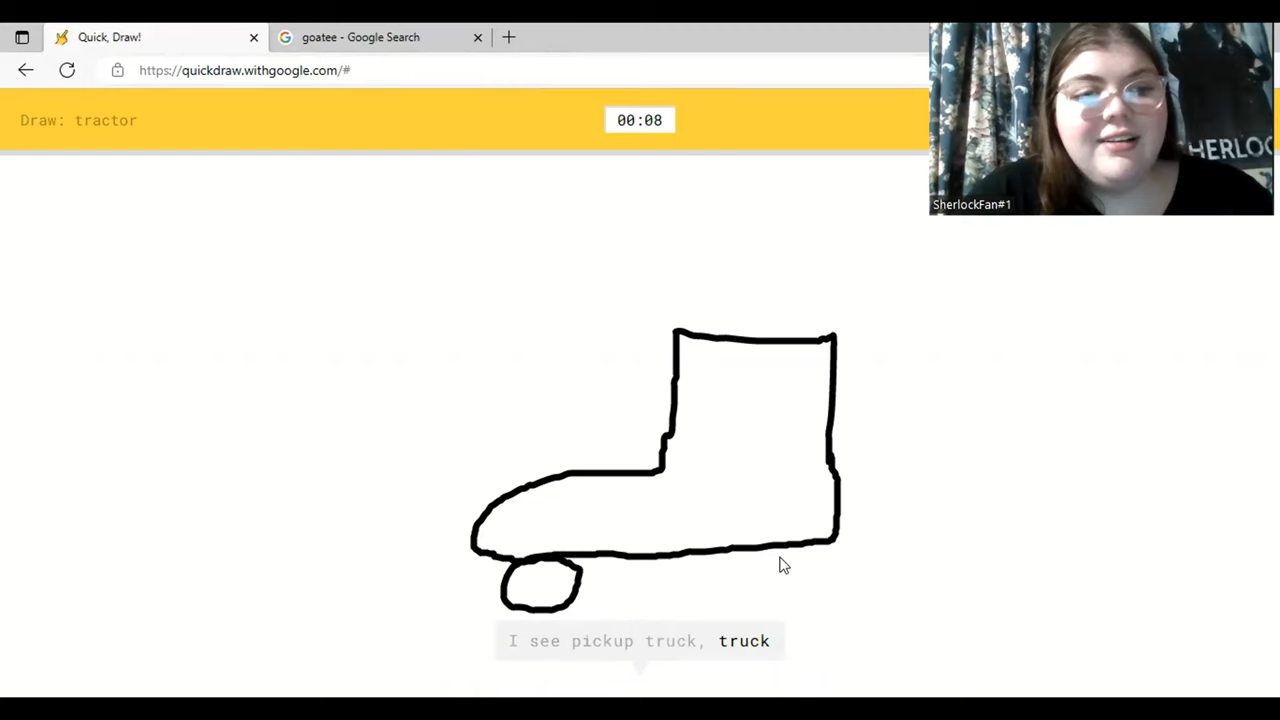 Quick, Draw!
goatee - Google Search
https://quickdraw.withgoogle.com/#
Draw: tractor
00:08
HERLOC
SherlockFan#1
I see pickup truck, truck